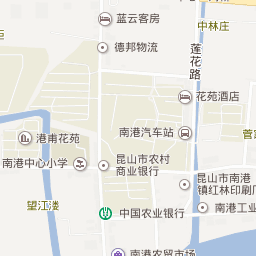 蓝云客房
中林庄
德邦物流
莲花路
花苑酒店
南港汽车站
港甫花苑
南港中心小学
昆山市农村
商业银行
昆山市南港
镇红林印刷厂
望江溇
中国农业银行
南港工业
南港农贸市场